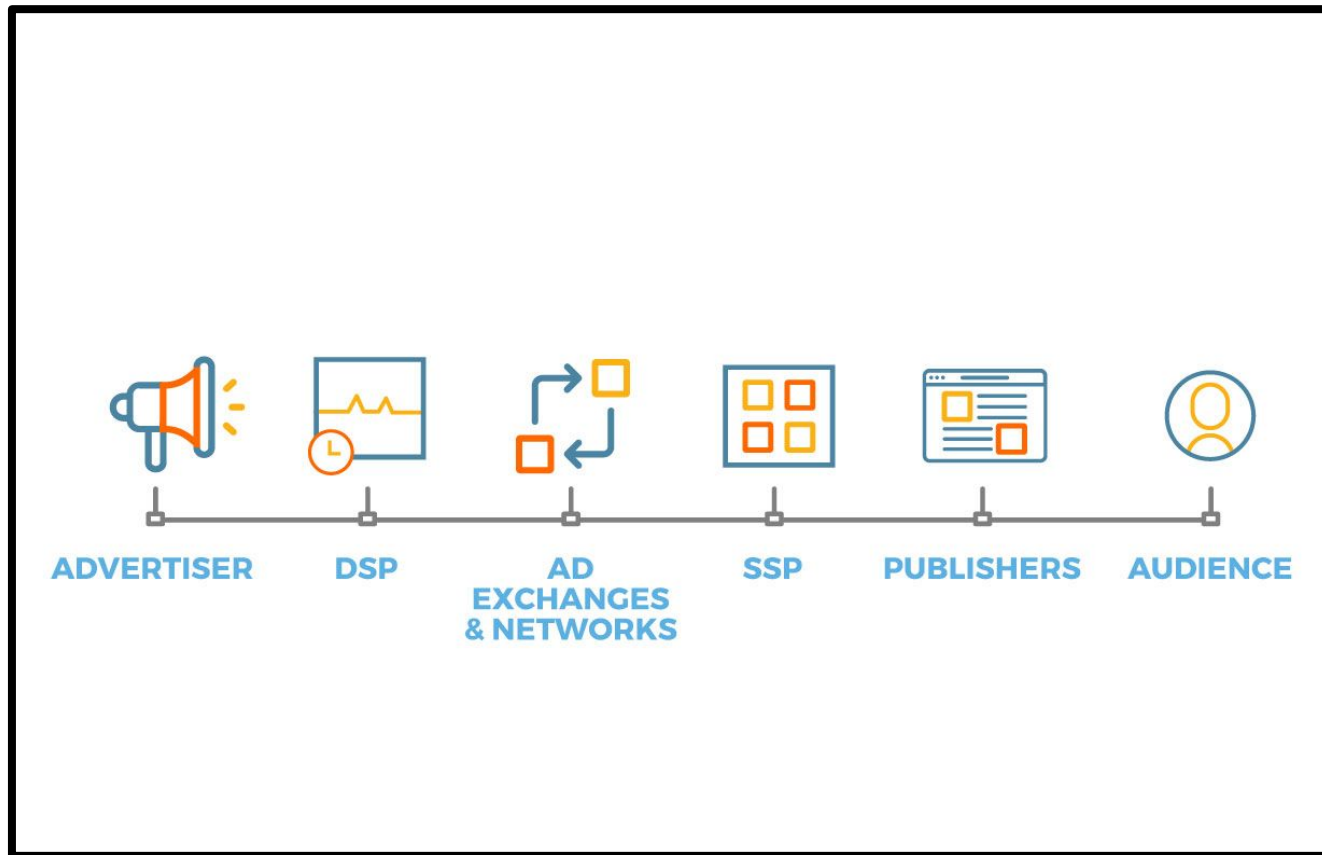 ADVERTISER
DSP
AD
EXCHANGES
& NETWORKS
SSP
PUBLISHERS
AUDIENCE